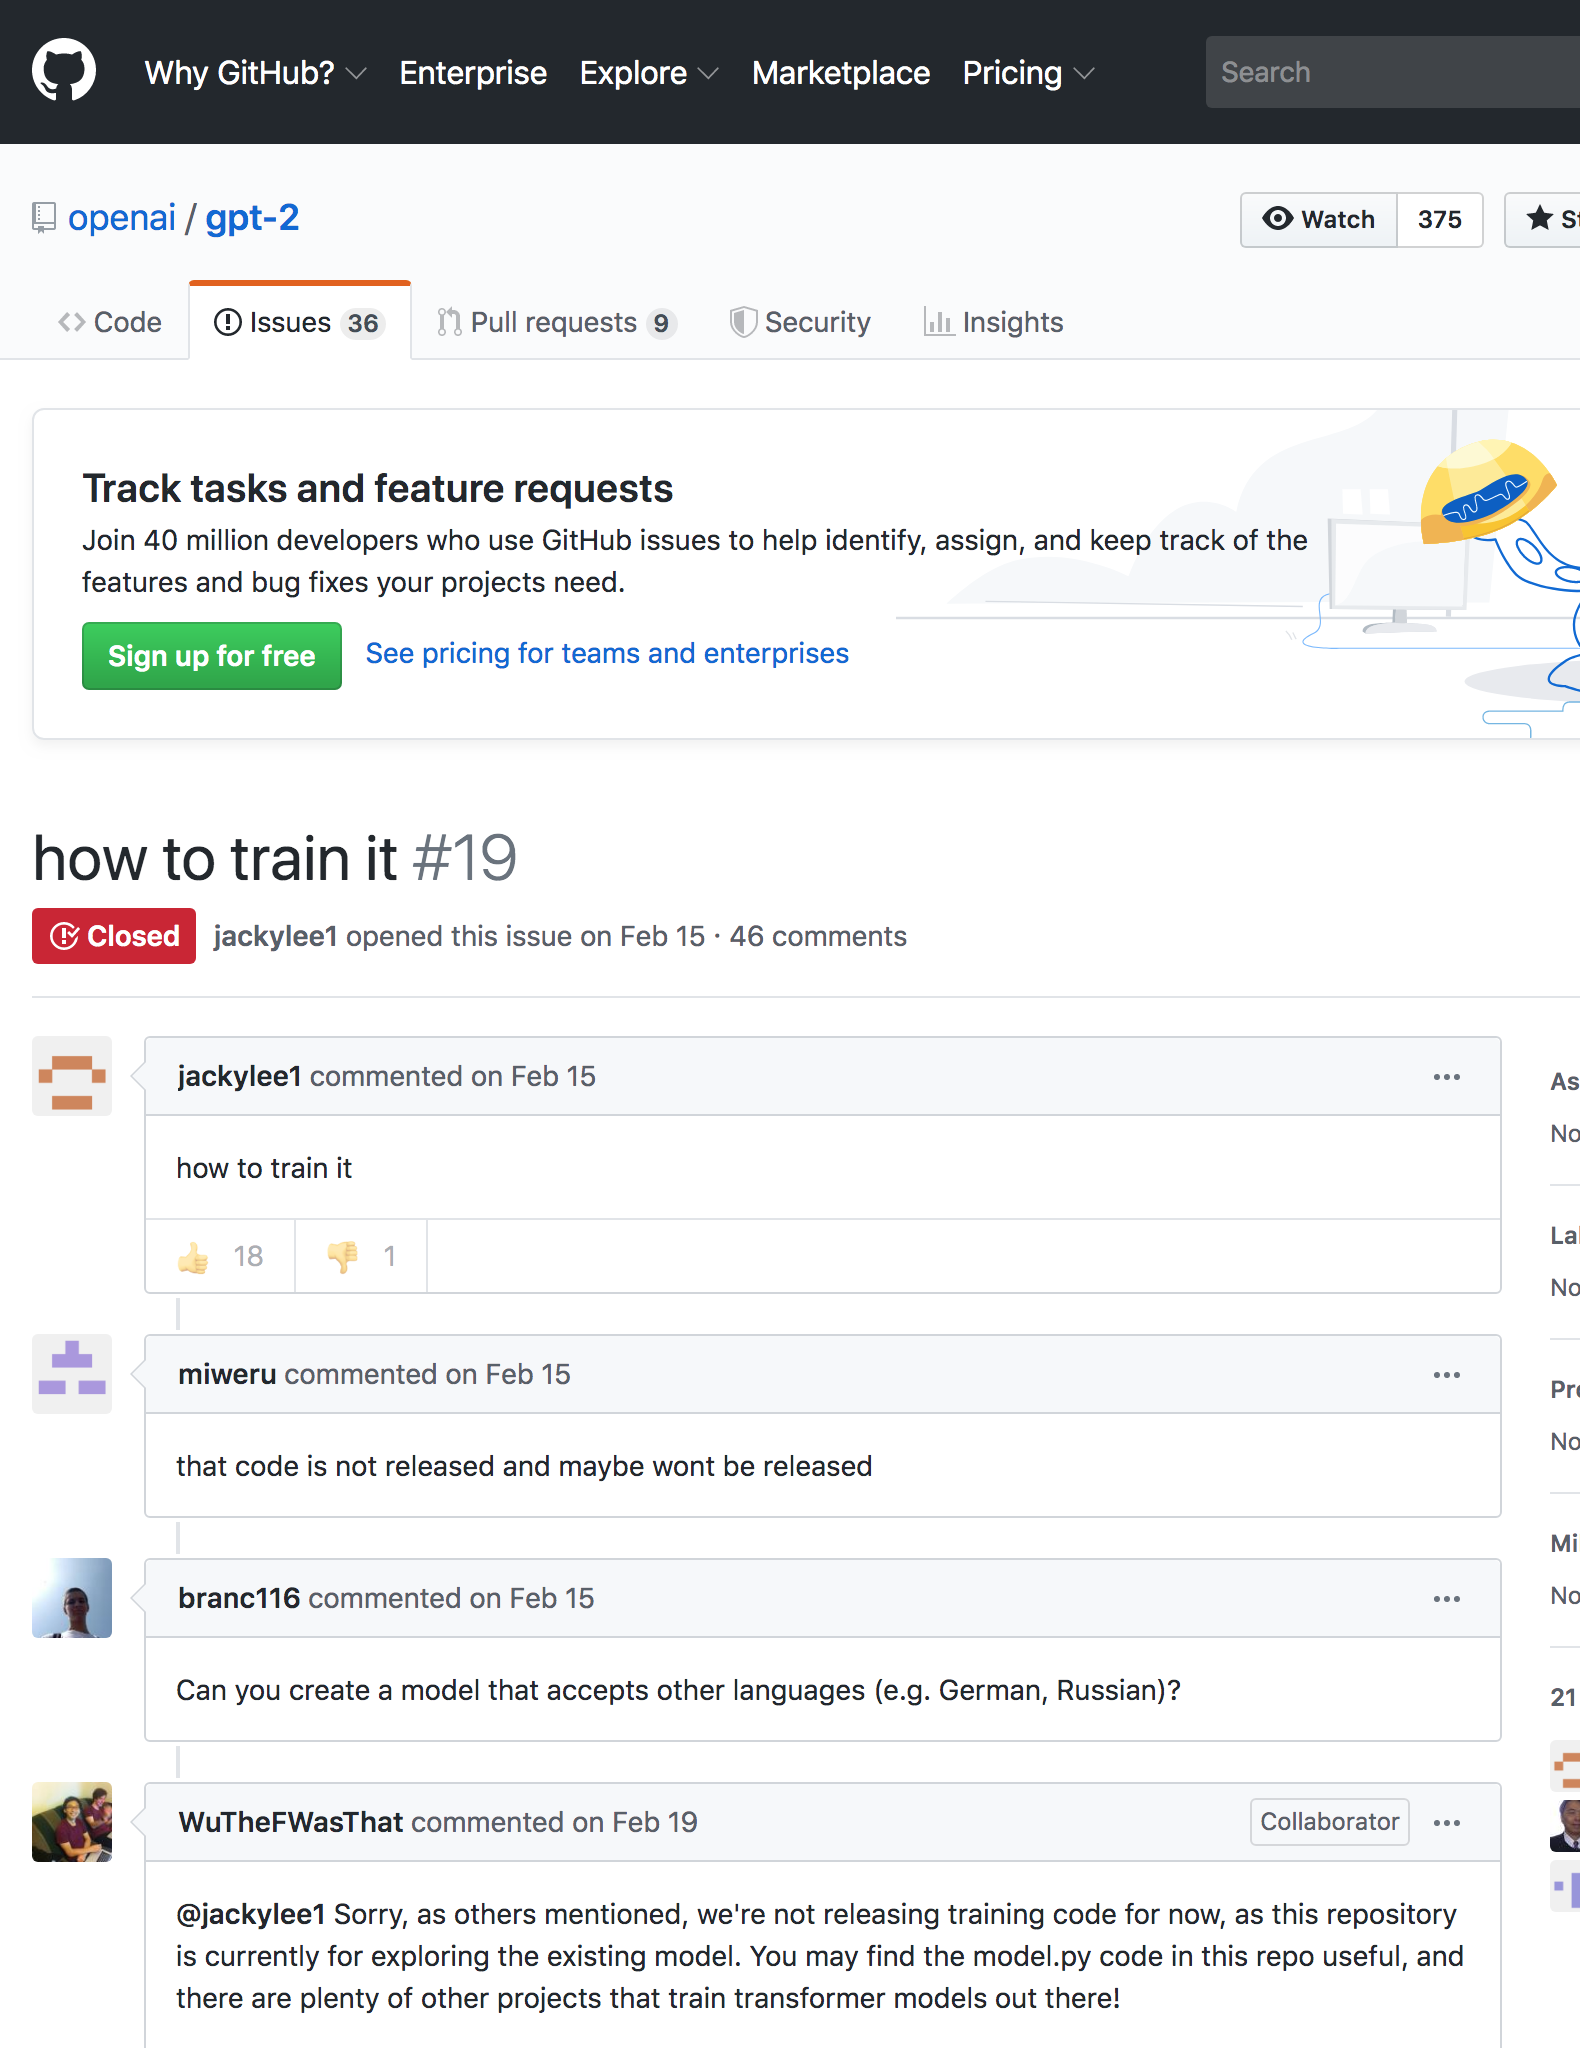 Why GitHub? Enterprise Explore Marketplace Pricing Search
openai / gpt-2
Watch 375
Code Issues 36 Pull requests 9 Security Insights
Track tasks and feature requests
Join 40 million developers who use GitHub issues to help identify, assign, and keep track of the
features and bug fixes your projects need.
Sign up for free See pricing for teams and enterprises
how to train it #19
Closed jackylee1 opened this issue on Feb 15 · 46 comments
jackylee1 commented on Feb 15
how to train it
👍 18 👎 1
miweru commented on Feb 15
that code is not released and maybe wont be released
branc116 commented on Feb 15
Can you create a model that accepts other languages (e.g. German, Russian)?
WuTheFWasThat commented on Feb 19 Collaborator
@jackylee1 Sorry, as others mentioned, we're not releasing training code for now, as this repository
is currently for exploring the existing model. You may find the model.py code in this repo useful, and
there are plenty of other projects that train transformer models out there!
As
No
No
Pr
No
Mi
No
21